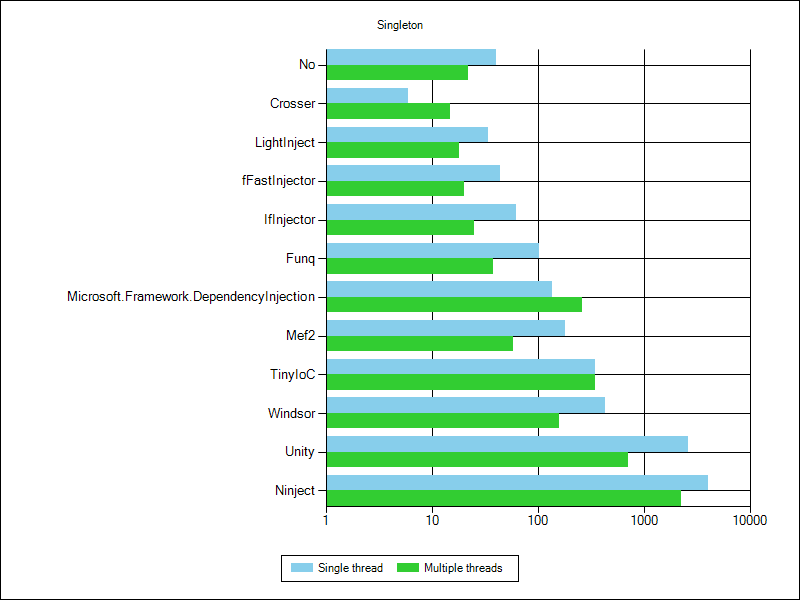 Singleton
No
Crosser
LightInject
fFastInjector
IfInjector
Funq
Microsoft.Framework.DependencyInjection
Mef2
TinyIoC
Windsor
Unity
Ninject
1 10 100 1000 10000
Single thread Multiple threads